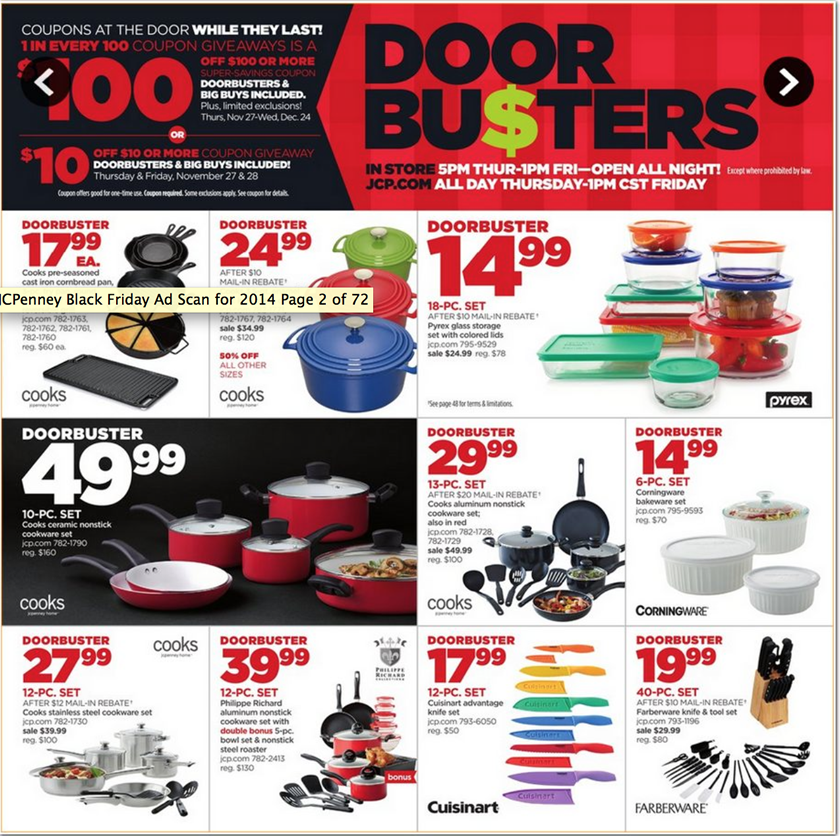 COUPONS AT THE DOOR WHILE THEY LAST!
1 IN EVERY 100 COUPON GIVEAWAYS IS A
$100
OFF $100 OR MORE
SUPER-SAVINGS COUPON
DOORBUSTERS &
BIG BUYS INCLUDED.
Plus, limited exclusions!
Thurs, Nov 27-Wed, Dec. 24
OR
$10
OFF $10 OR MORE COUPON GIVEAWAY
DOORBUSTERS & BIG BUYS INCLUDED!
Thursday & Friday, November 27 & 28
Coupon offers good for one-time use. Coupon required. Some exclusions apply. See coupon for details.
DOOR
BU$TERS
IN STORE 5PM THUR-1PM FRI—OPEN ALL NIGHT! Except where prohibited by law.
JCP.COM ALL DAY THURSDAY-1PM CST FRIDAY
DOORBUSTER
17.99 EA.
Cooks pre-seasoned
cast iron cornbread pan,
782-1762, 782-1761,
782-1760
reg. $60 ea.
cooks
jcpenney home
DOORBUSTER
24.99
AFTER $10
MAIL-IN REBATE†
782-1767, 782-1764
sale $34.99
reg. $120
50% OFF
ALL OTHER
SIZES
cooks
jcpenney home
JCPenney Black Friday Ad Scan for 2014 Page 2 of 72
DOORBUSTER
14.99
18-PC. SET
AFTER $10 MAIL-IN REBATE†
Pyrex glass storage
set with colored lids
jcp.com 795-9529
sale $24.99 reg. $78
†See page 48 for terms & limitations.
pyrex
DOORBUSTER
49.99
10-PC. SET
Cooks ceramic nonstick
cookware set
jcp.com 782-1790
reg. $160
cooks
jcpenney home
DOORBUSTER
29.99
13-PC. SET
AFTER $20 MAIL-IN REBATE†
Cooks aluminum nonstick
cookware set;
also in red
jcp.com 782-1728,
782-1729
sale $49.99
reg. $100
cooks
jcpenney home
DOORBUSTER
14.99
6-PC. SET
Corningware
bakeware set
jcp.com 795-9593
reg. $70
CORNINGWARE
DOORBUSTER
27.99
12-PC. SET
AFTER $12 MAIL-IN REBATE†
Cooks stainless steel cookware set
jcp.com 782-1730
sale $39.99
reg. $100
cooks
jcpenney home
DOORBUSTER
39.99
12-PC. SET
Philippe Richard
aluminum nonstick
cookware set with
double bonus 5-pc.
bowl set & nonstick
steel roaster
jcp.com 782-2413
reg. $130
PHILIPPE
RICHARD
bonus
DOORBUSTER
17.99
12-PC. SET
Cuisinart advantage
knife set
jcp.com 793-6050
reg. $50
Cuisinart
Cuisinart
Cuisinart
Cuisinart
DOORBUSTER
19.99
40-PC. SET
AFTER $10 MAIL-IN REBATE†
Farberware knife & tool set
jcp.com 793-1196
sale $29.99
reg. $80
FARBERWARE